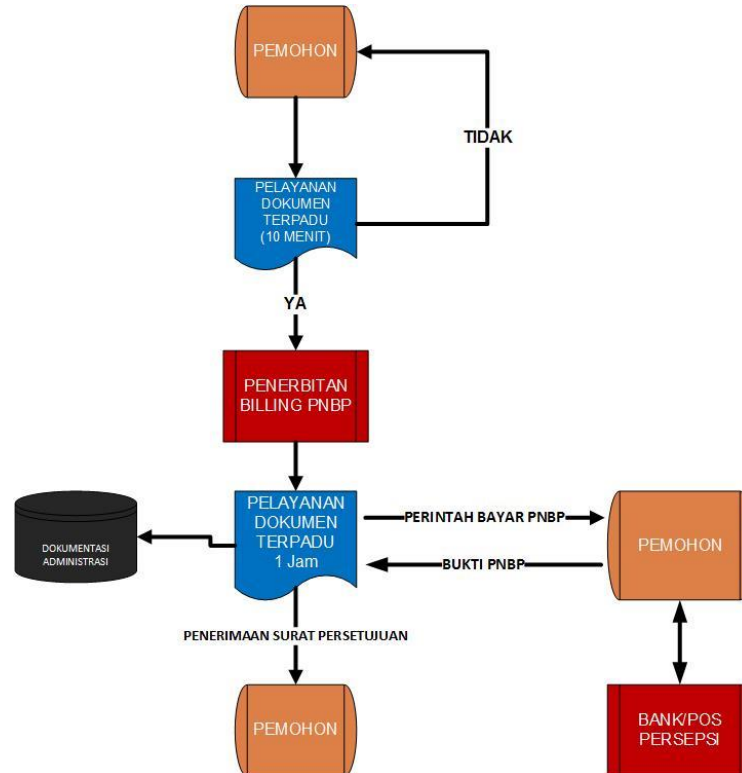 PEMOHON
TIDAK
PELAYANAN
DOKUMEN
TERPADU
(10 MENIT)
YA
PENERBITAN
BILLING PNBP
PELAYANAN
DOKUMEN
TERPADU
1 Jam
PERINTAH BAYAR PNBP
PEMOHON
BUKTI PNBP
DOKUMENTASI
ADMINISTRASI
PENERIMAAN SURAT PERSETUJUAN
PEMOHON
BANK/POS
PERSEPSI